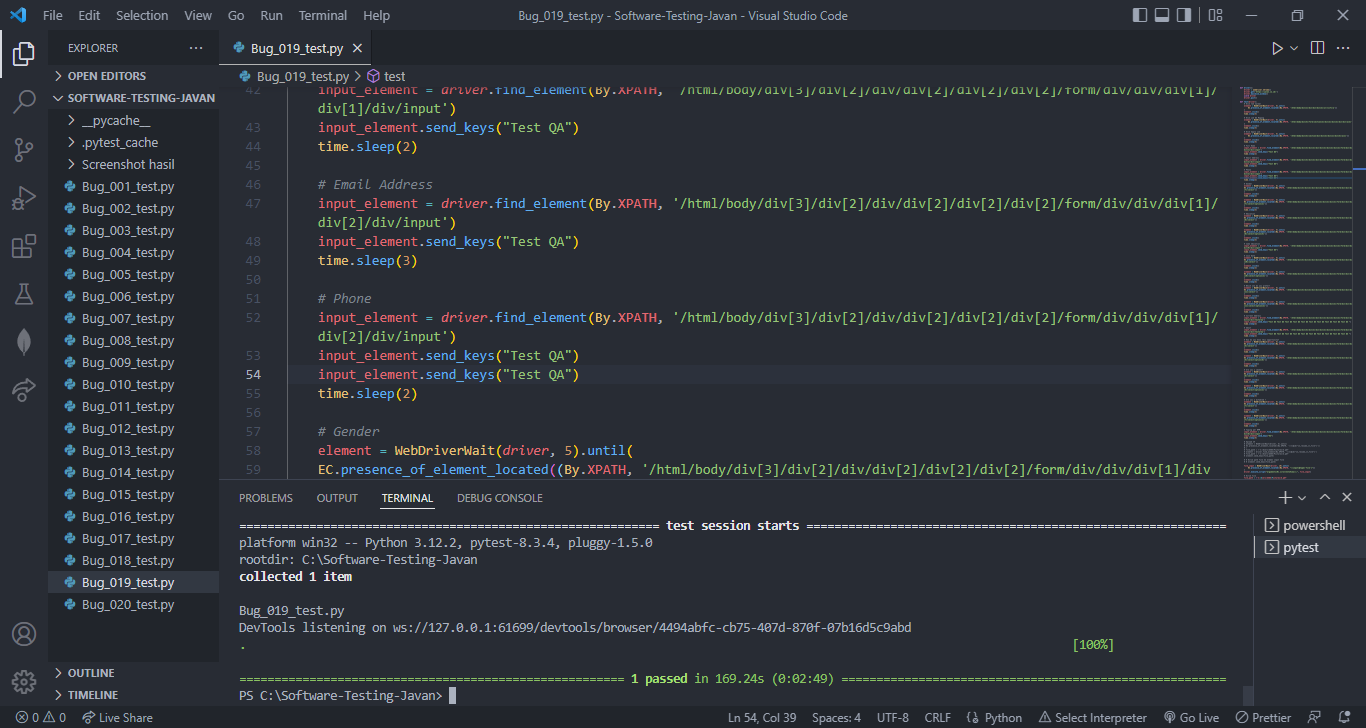 File Edit Selection View Go Run Terminal Help Bug_019_test.py - Software-Testing-Javan - Visual Studio Code
EXPLORER
OPEN EDITORS
SOFTWARE-TESTING-JAVAN
__pycache__
.pytest_cache
Screenshot hasil
Bug_001_test.py
Bug_002_test.py
Bug_003_test.py
Bug_004_test.py
Bug_005_test.py
Bug_006_test.py
Bug_007_test.py
Bug_008_test.py
Bug_009_test.py
Bug_010_test.py
Bug_011_test.py
Bug_012_test.py
Bug_013_test.py
Bug_014_test.py
Bug_015_test.py
Bug_016_test.py
Bug_017_test.py
Bug_018_test.py
Bug_019_test.py
Bug_020_test.py
OUTLINE
TIMELINE
Bug_019_test.py
Bug_019_test.py > test
42 input_element = driver.find_element(By.XPATH, '/html/body/div[3]/div[2]/div/div[2]/div[2]/div[2]/form/div/div/div[1]/
div[1]/div/input')
43 input_element.send_keys("Test QA")
44 time.sleep(2)
45
46 # Email Address
47 input_element = driver.find_element(By.XPATH, '/html/body/div[3]/div[2]/div/div[2]/div[2]/div[2]/form/div/div/div[1]/
div[2]/div/input')
48 input_element.send_keys("Test QA")
49 time.sleep(3)
50
51 # Phone
52 input_element = driver.find_element(By.XPATH, '/html/body/div[3]/div[2]/div/div[2]/div[2]/div[2]/form/div/div/div[1]/
div[2]/div/input')
53 input_element.send_keys("Test QA")
54 input_element.send_keys("Test QA")
55 time.sleep(2)
56
57 # Gender
58 element = WebDriverWait(driver, 5).until(
59 EC.presence_of_element_located((By.XPATH, '/html/body/div[3]/div[2]/div/div[2]/div[2]/div[2]/form/div/div/div[1]/div
PROBLEMS OUTPUT TERMINAL DEBUG CONSOLE
test session starts
platform win32 -- Python 3.12.2, pytest-8.3.4, pluggy-1.5.0
rootdir: C:\Software-Testing-Javan
collected 1 item
Bug_019_test.py
DevTools listening on ws://127.0.0.1:61699/devtools/browser/4494abfc-cb75-407d-870f-07b16d5c9abd
. [100%]
1 passed in 169.24s (0:02:49)
PS C:\Software-Testing-Javan>
powershell
pytest
0 0 Live Share Ln 54, Col 39 Spaces: 4 UTF-8 CRLF Python Select Interpreter Go Live Prettier